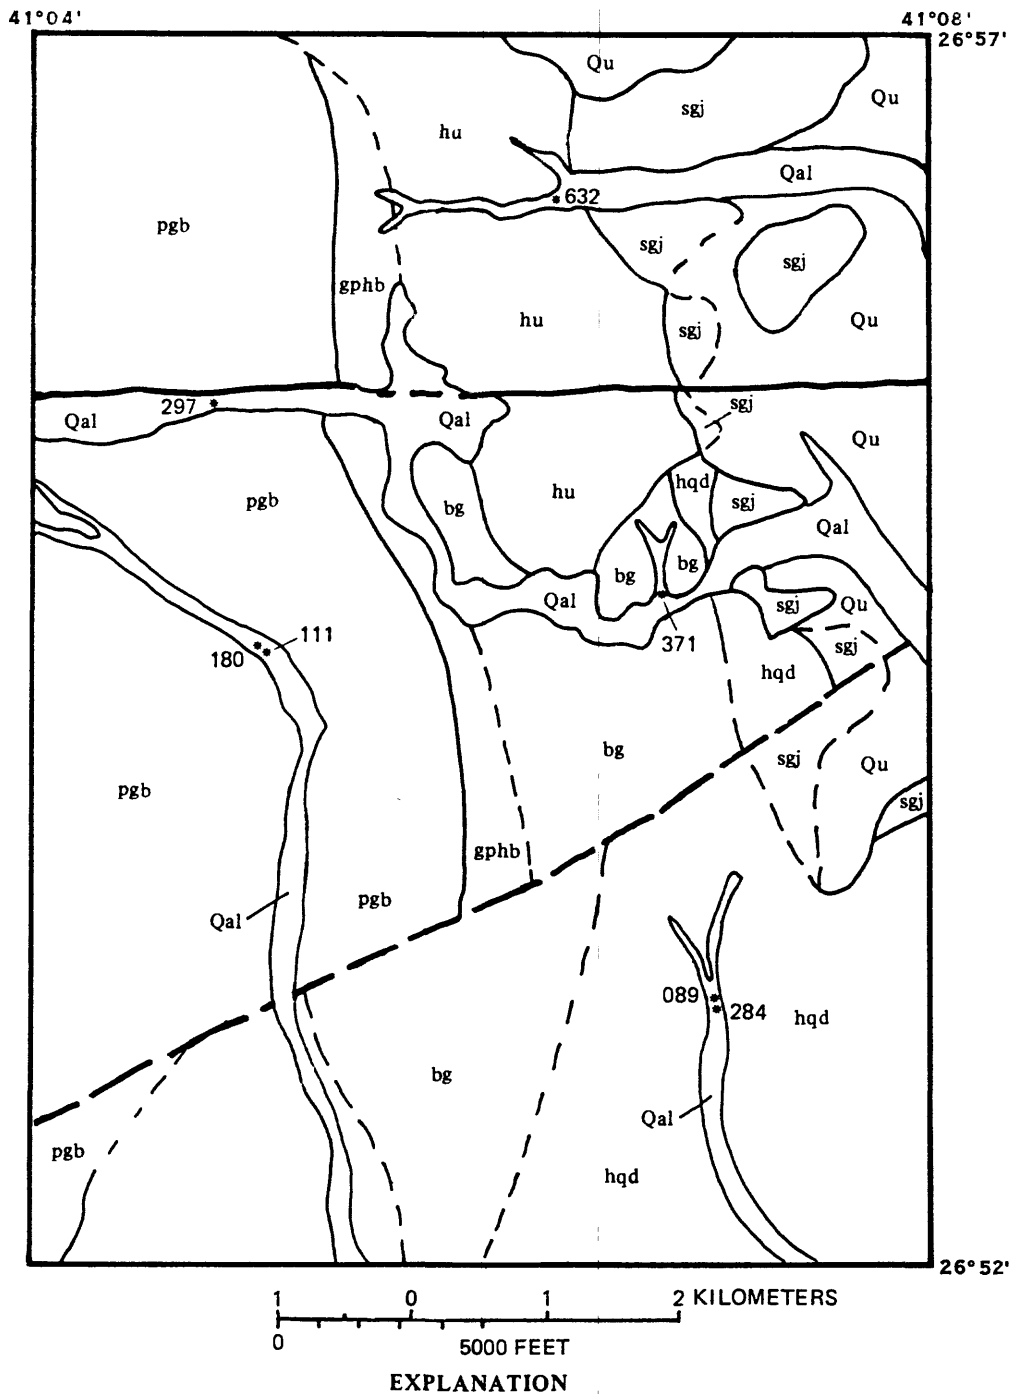 41°04'
41°08'
26°57'
Qu
Qu
sgj
hu
Qal
632
pgb
sgj
sgj
gphb
hu
sgj
Qu
297
Qal
Qal
sgj
Qu
pgb
bg
hu
hqd
sgj
Qal
bg
bg
Qal
sgj
Qu
111
180
371
sgj
hqd
bg
sgj
Qu
pgb
sgj
gphb
pgb
Qal
089
284
hqd
bg
Qal
pgb
hqd
26°52'
1 0 1 2 KILOMETERS
0 5000 FEET
EXPLANATION